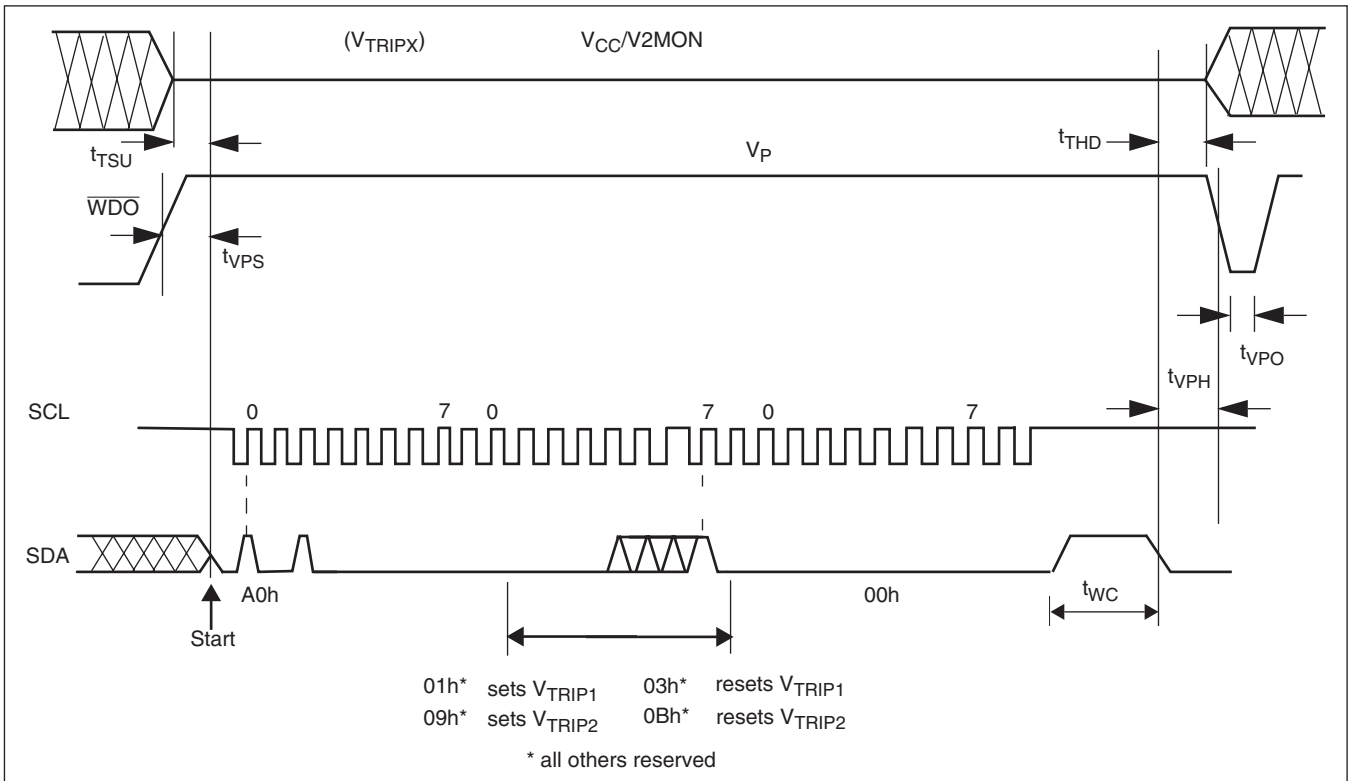 (VTRIPX) VCC/V2MON
tTSU
tTHD
VP
WDO
tVPS
tVPO
tVPH
SCL 0 7 0 7 0 7
SDA
A0h 00h tWC
Start
01h* sets VTRIP1 03h* resets VTRIP1
09h* sets VTRIP2 0Bh* resets VTRIP2
* all others reserved